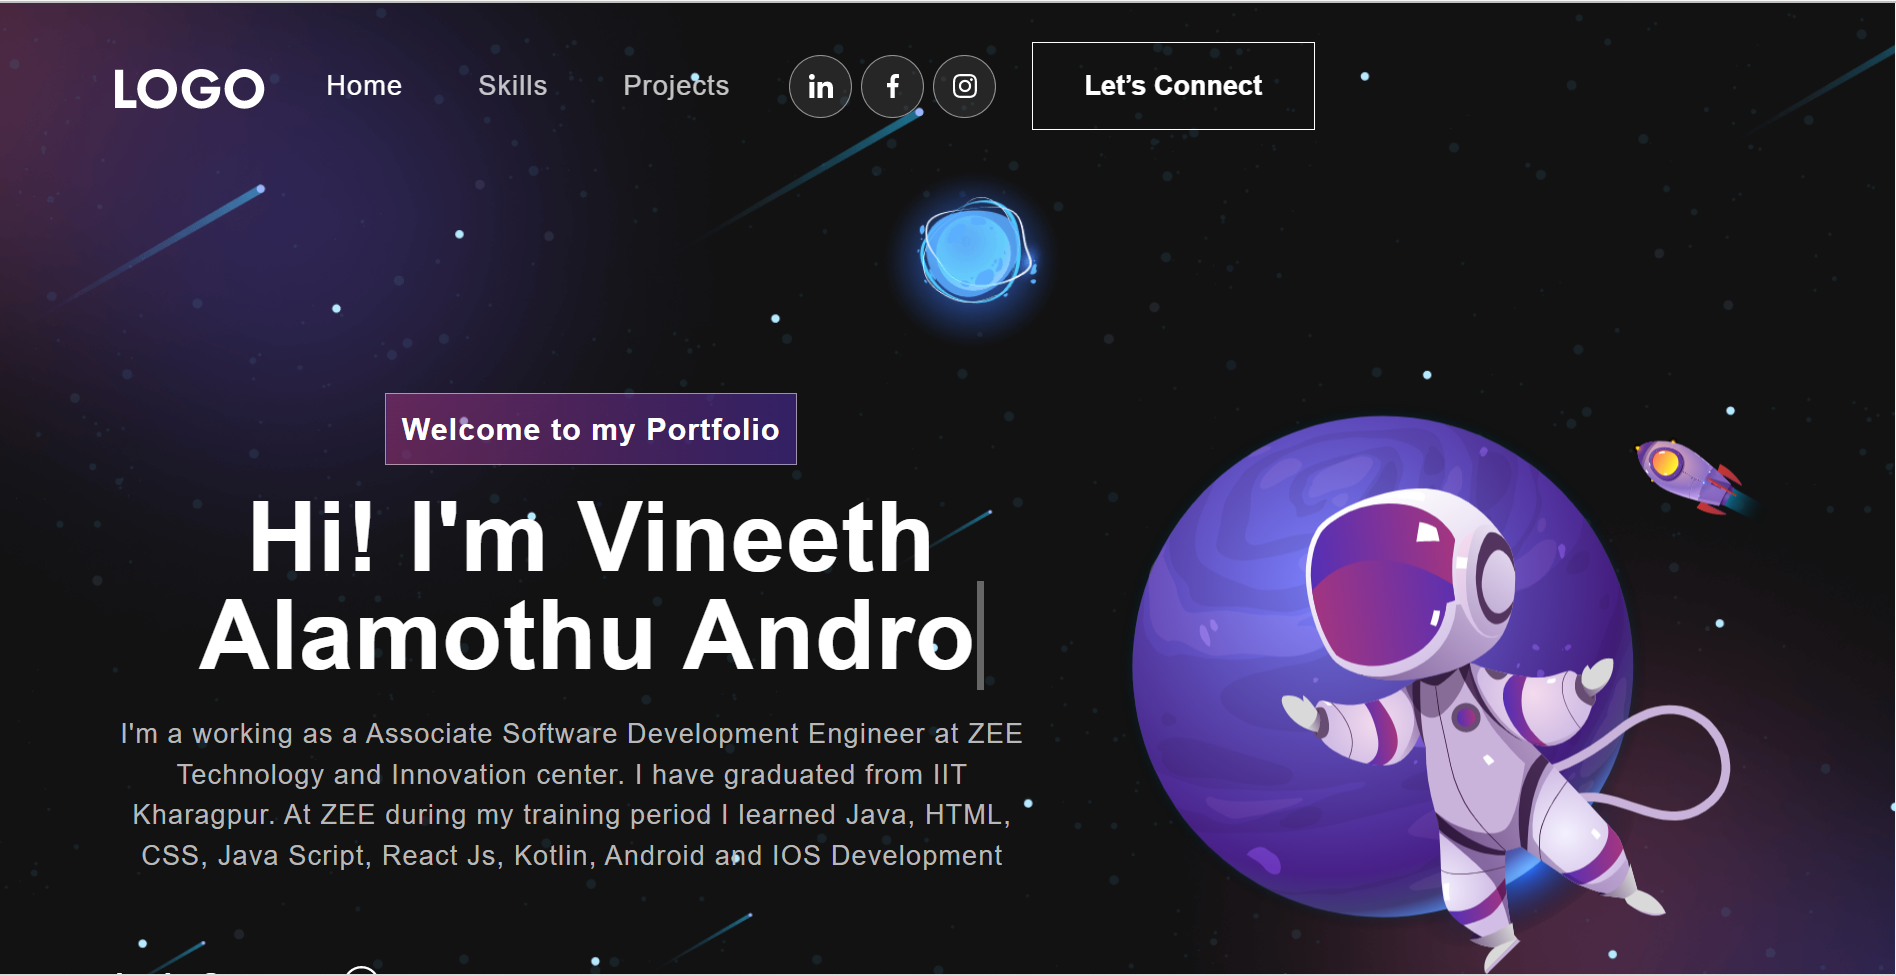 LOGO Home Skills Projects in f Let’s Connect
Welcome to my Portfolio
Hi! I'm Vineeth
Alamothu Andro
I'm a working as a Associate Software Development Engineer at ZEE
Technology and Innovation center. I have graduated from IIT
Kharagpur. At ZEE during my training period I learned Java, HTML,
CSS, Java Script, React Js, Kotlin, Android and IOS Development